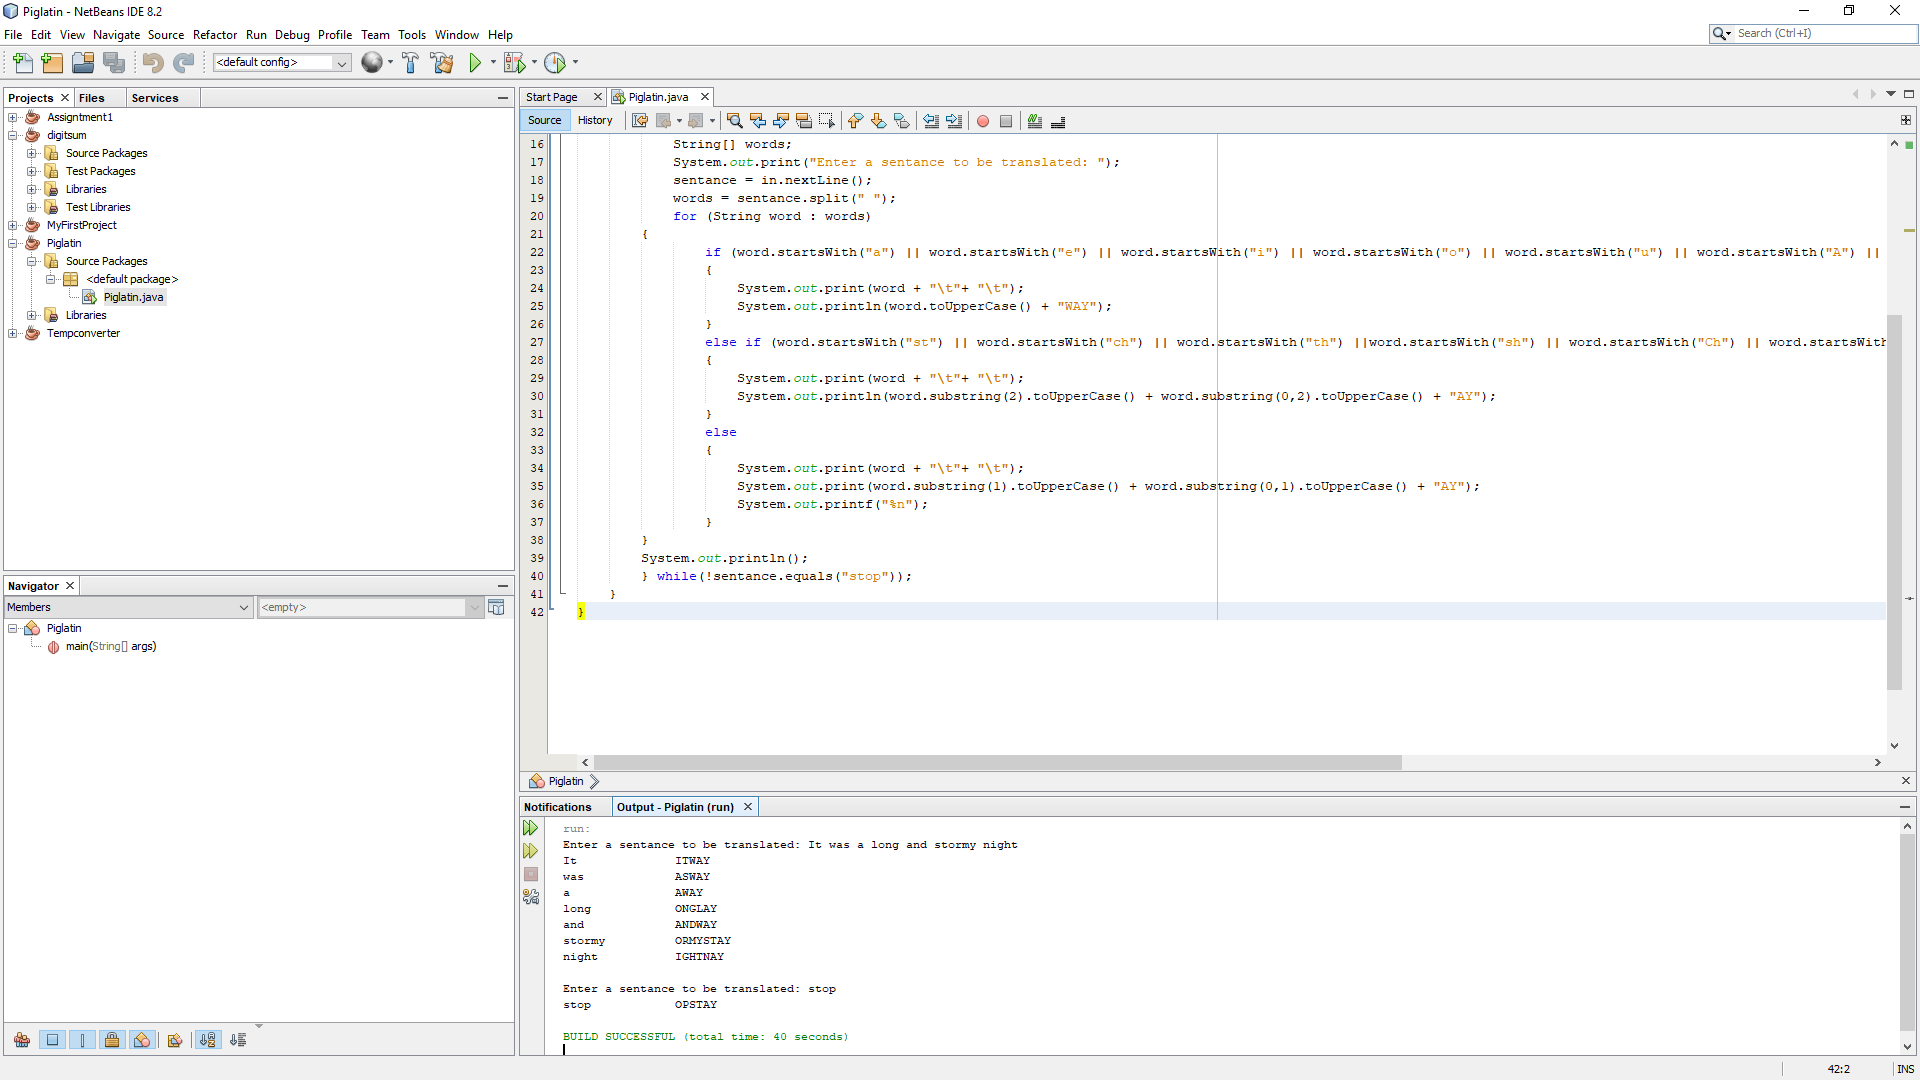 Piglatin - NetBeans IDE 8.2
File Edit View Navigate Source Refactor Run Debug Profile Team Tools Window Help
Search (Ctrl+I)
<default config>
Projects Files Services
Assigntment1
digitsum
Source Packages
Test Packages
Libraries
Test Libraries
MyFirstProject
Piglatin
Source Packages
<default package>
Piglatin.java
Libraries
Tempconverter
Navigator
Members
<empty>
Piglatin
main(String[] args)
Start Page Piglatin.java
Source History
16 String[] words;
17 System.out.print("Enter a sentance to be translated: ");
18 sentance = in.nextLine();
19 words = sentance.split(" ");
20 for (String word : words)
21 {
22 if (word.startsWith("a") || word.startsWith("e") || word.startsWith("i") || word.startsWith("o") || word.startsWith("u") || word.startsWith("A") ||
23 {
24 System.out.print(word + "\t"+ "\t");
25 System.out.println(word.toUpperCase() + "WAY");
26 }
27 else if (word.startsWith("st") || word.startsWith("ch") || word.startsWith("th") ||word.startsWith("sh") || word.startsWith("Ch") || word.startsWith
28 {
29 System.out.print(word + "\t"+ "\t");
30 System.out.println(word.substring(2).toUpperCase() + word.substring(0,2).toUpperCase() + "AY");
31 }
32 else
33 {
34 System.out.print(word + "\t"+ "\t");
35 System.out.print(word.substring(1).toUpperCase() + word.substring(0,1).toUpperCase() + "AY");
36 System.out.printf("%n");
37 }
38 }
39 System.out.println();
40 } while(!sentance.equals("stop"));
41 }
42 }
Piglatin
Notifications Output - Piglatin (run)
run:
Enter a sentance to be translated: It was a long and stormy night
It ITWAY
was ASWAY
a AWAY
long ONGLAY
and ANDWAY
stormy ORMYSTAY
night IGHTNAY
Enter a sentance to be translated: stop
stop OPSTAY
BUILD SUCCESSFUL (total time: 40 seconds)
42:2 INS